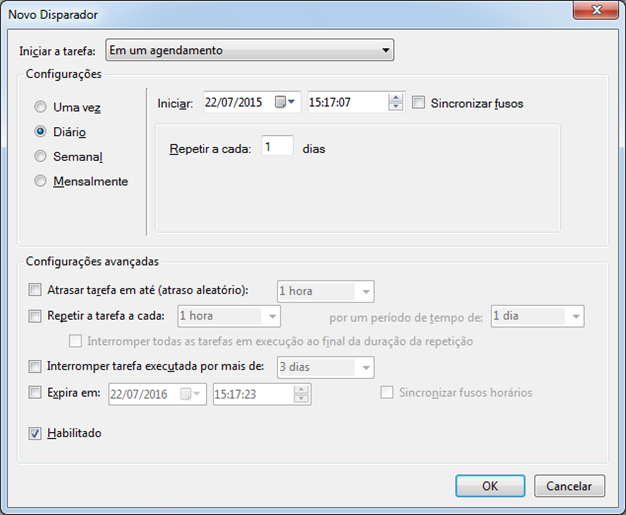 Novo Disparador
Iniciar a tarefa: Em um agendamento
Configurações
Uma vez
Diário
Semanal
Mensalmente
Iniciar: 22/07/2015 15:17:07 Sincronizar fusos
Repetir a cada: 1 dias
Configurações avançadas
Atrasar tarefa em até (atraso aleatório): 1 hora
Repetir a tarefa a cada: 1 hora por um período de tempo de: 1 dia
Interromper todas as tarefas em execução ao final da duração da repetição
Interromper tarefa executada por mais de: 3 dias
Expira em: 22/07/2016 15:17:23 Sincronizar fusos horários
Habilitado
OK Cancelar